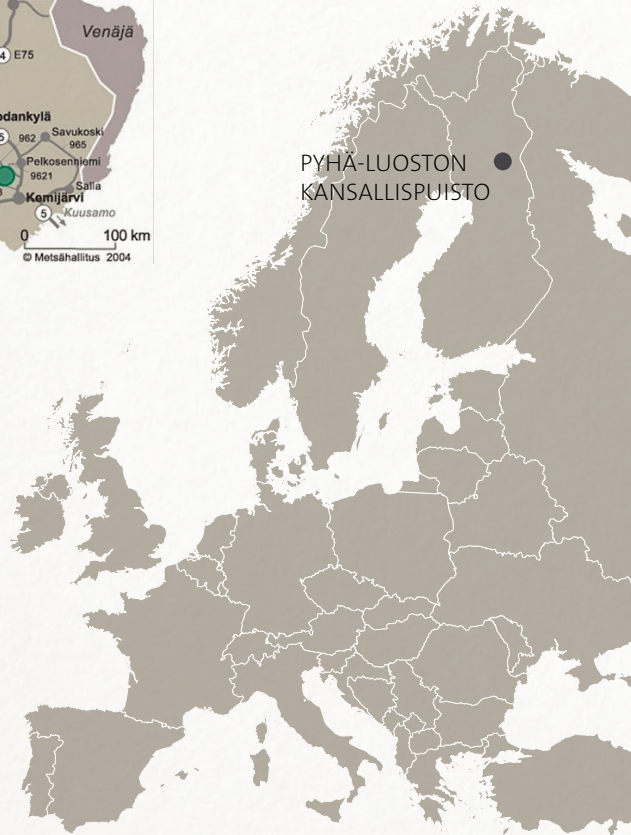 Venäjä
4 E75
odankylä
5 962 Savukoski
965
Pelkosenniemi
9621
Salla
Kemijärvi
5 Kuusamo
0 100 km
© Metsähallitus 2004
PYHÄ-LUOSTON
KANSALLISPUISTO